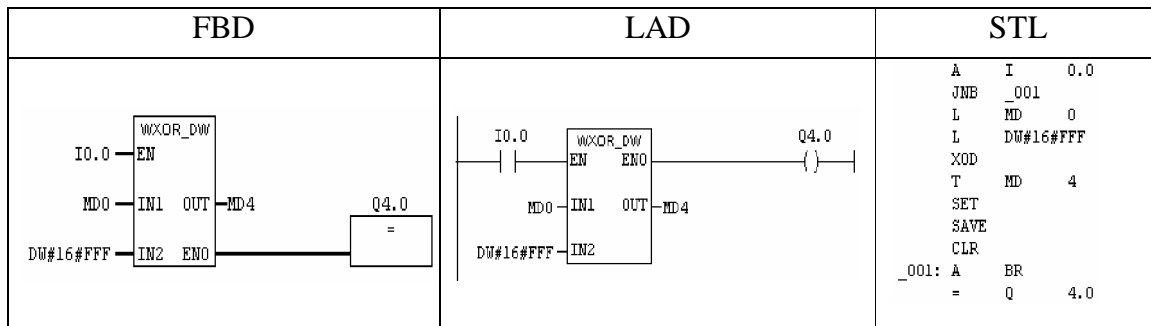 FBD
LAD
STL
WXOR_DW
I0.0 EN
MD0 IN1 OUT MD4
Q4.0
=
DW#16#FFF IN2 ENO
I0.0
WXOR_DW
Q4.0
EN ENO
( )
MD0 IN1 OUT MD4
DW#16#FFF IN2
A I 0.0
JNB _001
L MD 0
L DW#16#FFF
XOD
T MD 4
SET
SAVE
CLR
_001: A BR
= Q 4.0